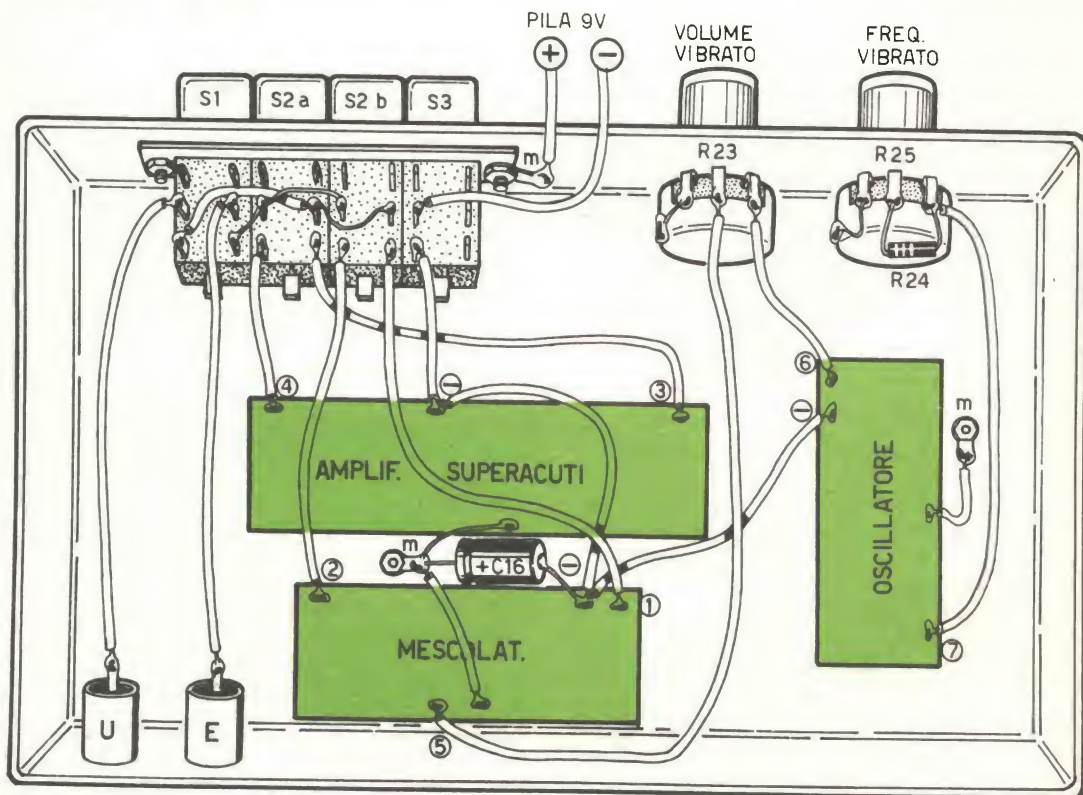 PILA 9V
+
−
VOLUME
VIBRATO
FREQ.
VIBRATO
S1
S2a
S2 b
S3
m
R23
R25
R24
④
−
③
⑥
−
m
AMPLIF. SUPERACUTI
OSCILLATORE
m
+C16
−
②
①
MESCOLAT.
⑦
U
E
⑤